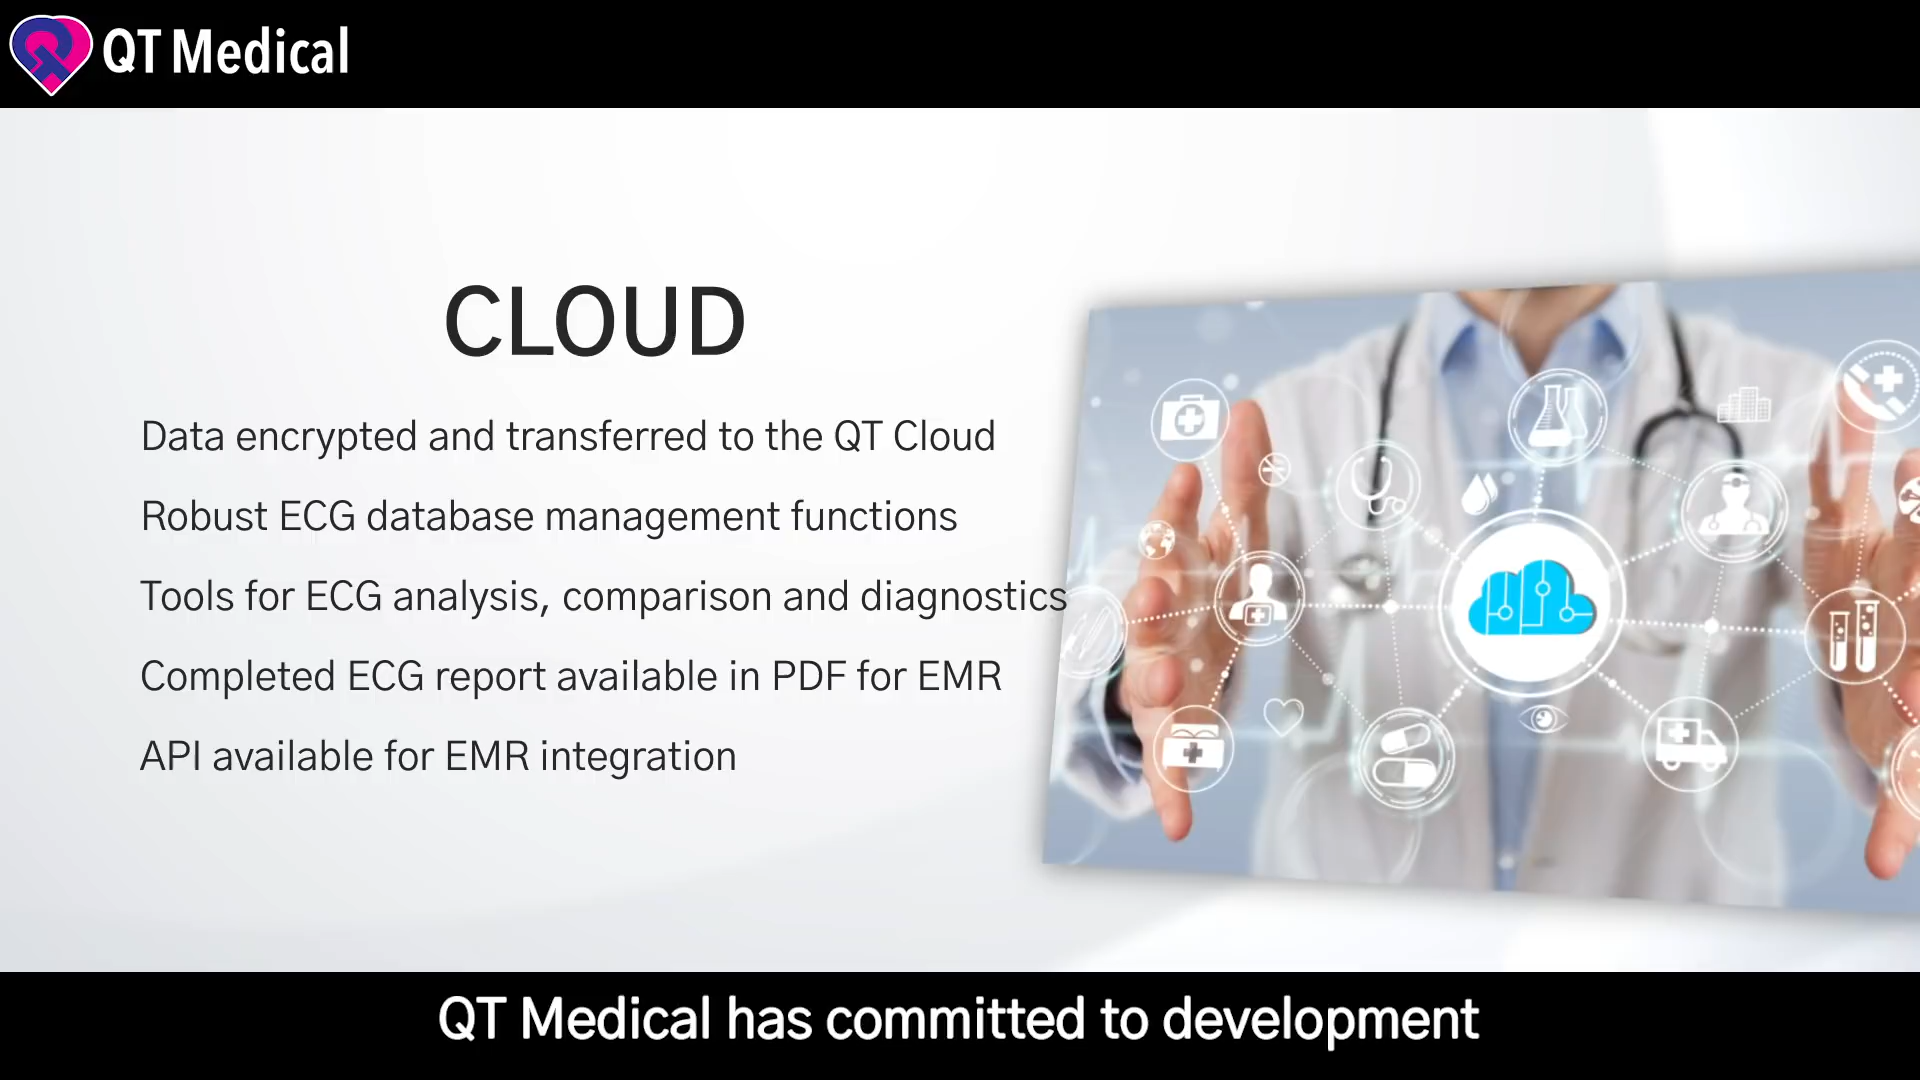 QT Medical
CLOUD
Data encrypted and transferred to the QT Cloud
Robust ECG database management functions
Tools for ECG analysis, comparison and diagnostics
Completed ECG report available in PDF for EMR
API available for EMR integration
QT Medical has committed to development